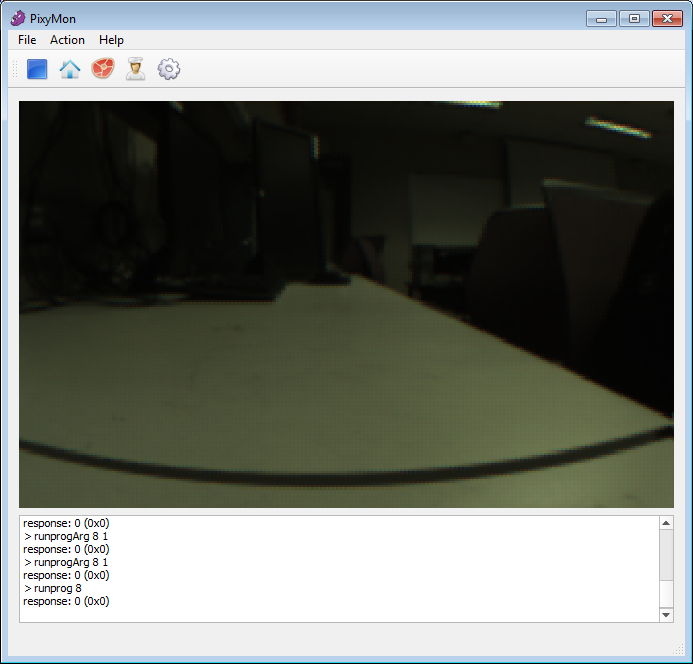 PixyMon
File Action Help
response: 0 (0x0)
> runprogArg 8 1
response: 0 (0x0)
> runprogArg 8 1
response: 0 (0x0)
> runprog 8
response: 0 (0x0)